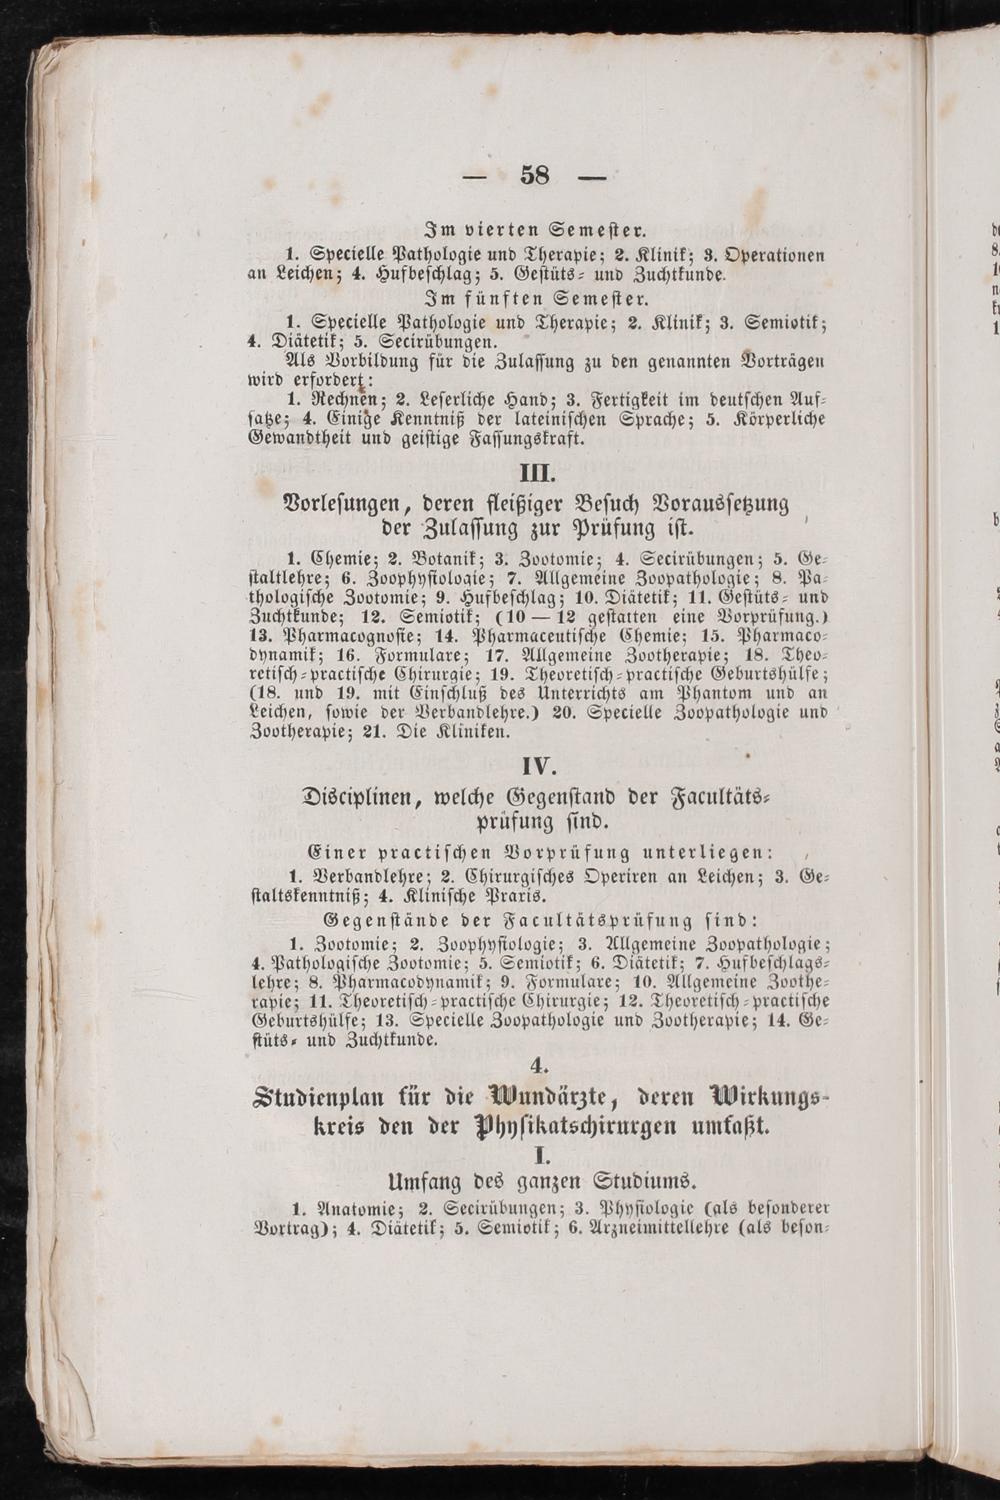 — 58 —
Im vierten Semester.
1. Specielle Pathologie und Therapie; 2. Klinik; 3. Operationen
an Leichen; 4. Hufbeschlag; 5. Gestüts- und Zuchtkunde.
Im fünften Semester.
1. Specielle Pathologie und Therapie; 2. Klinik; 3. Semiotik;
4. Diätetik; 5. Secirübungen.
Als Vorbildung für die Zulassung zu den genannten Vorträgen
wird erfordert:
1. Rechnen; 2. Leserliche Hand; 3. Fertigkeit im deutschen Auf-
satze; 4. Einige Kenntniß der lateinischen Sprache; 5. Körperliche
Gewandtheit und geistige Fassungskraft.
III.
Vorlesungen, deren fleißiger Besuch Voraussetzung
der Zulassung zur Prüfung ist.
1. Chemie; 2. Botanik; 3. Zootomie; 4. Secirübungen; 5. Ge-
staltlehre; 6. Zoophysiologie; 7. Allgemeine Zoopathologie; 8. Pa-
thologische Zootomie; 9. Hufbeschlag; 10. Diätetik; 11. Gestüts- und
Zuchtkunde; 12. Semiotik; (10 — 12 gestatten eine Vorprüfung.)
13. Pharmacognosie; 14. Pharmaceutische Chemie; 15. Pharmaco-
dynamik; 16. Formulare; 17. Allgemeine Zootherapie; 18. Theo-
retisch-practische Chirurgie; 19. Theoretisch-practische Geburtshülfe;
(18. und 19. mit Einschluß des Unterrichts am Phantom und an
Leichen, sowie der Verbandlehre.) 20. Specielle Zoopathologie und
Zootherapie; 21. Die Kliniken.
IV.
Disciplinen, welche Gegenstand der Facultäts-
prüfung sind.
Einer practischen Vorprüfung unterliegen:
1. Verbandlehre; 2. Chirurgisches Operiren an Leichen; 3. Ge-
staltskenntniß; 4. Klinische Praxis.
Gegenstände der Facultätsprüfung sind:
1. Zootomie; 2. Zoophysiologie; 3. Allgemeine Zoopathologie;
4. Pathologische Zootomie; 5. Semiotik; 6. Diätetik; 7. Hufbeschlags-
lehre; 8. Pharmacodynamik; 9. Formulare; 10. Allgemeine Zoothe-
rapie; 11. Theoretisch-practische Chirurgie; 12. Theoretisch-practische
Geburtshülfe; 13. Specielle Zoopathologie und Zootherapie; 14. Ge-
stüts- und Zuchtkunde.
4.
Studienplan für die Wundärzte, deren Wirkungs-
kreis den der Physikatschirurgen umfaßt.
I.
Umfang des ganzen Studiums.
1. Anatomie; 2. Secirübungen; 3. Physiologie (als besonderer
Vortrag); 4. Diätetik; 5. Semiotik; 6. Arzneimittellehre (als beson-